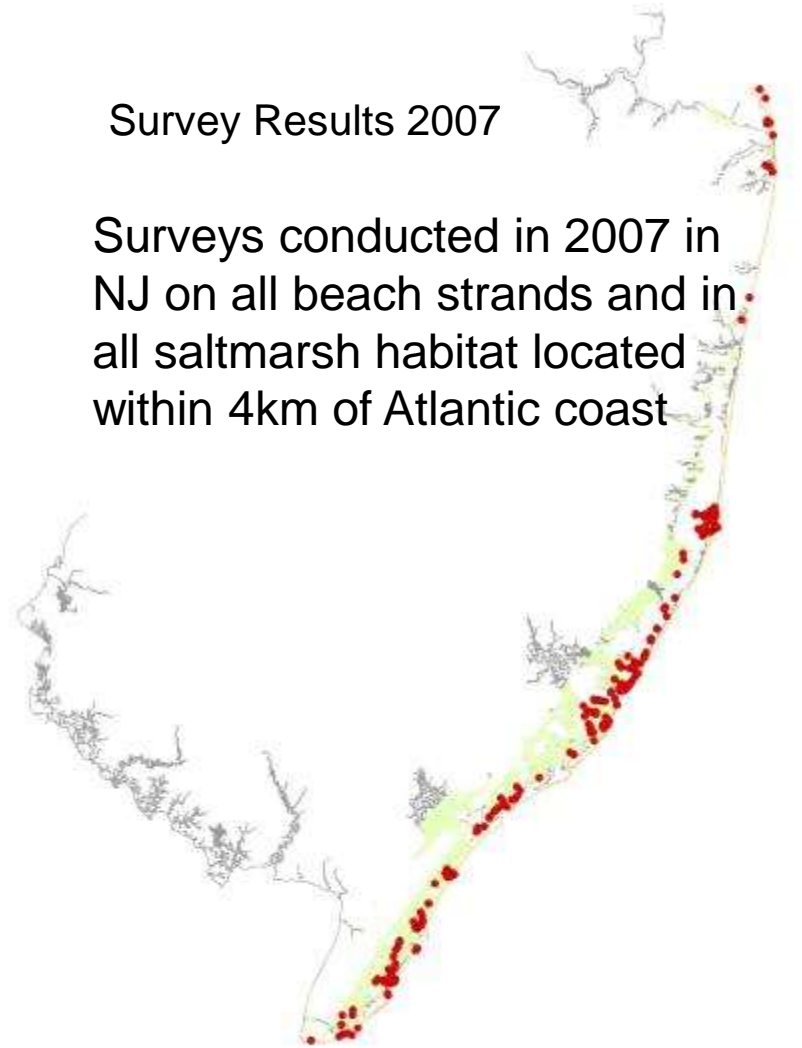 Survey Results 2007
Surveys conducted in 2007 in
NJ on all beach strands and in
all saltmarsh habitat located
within 4km of Atlantic coast